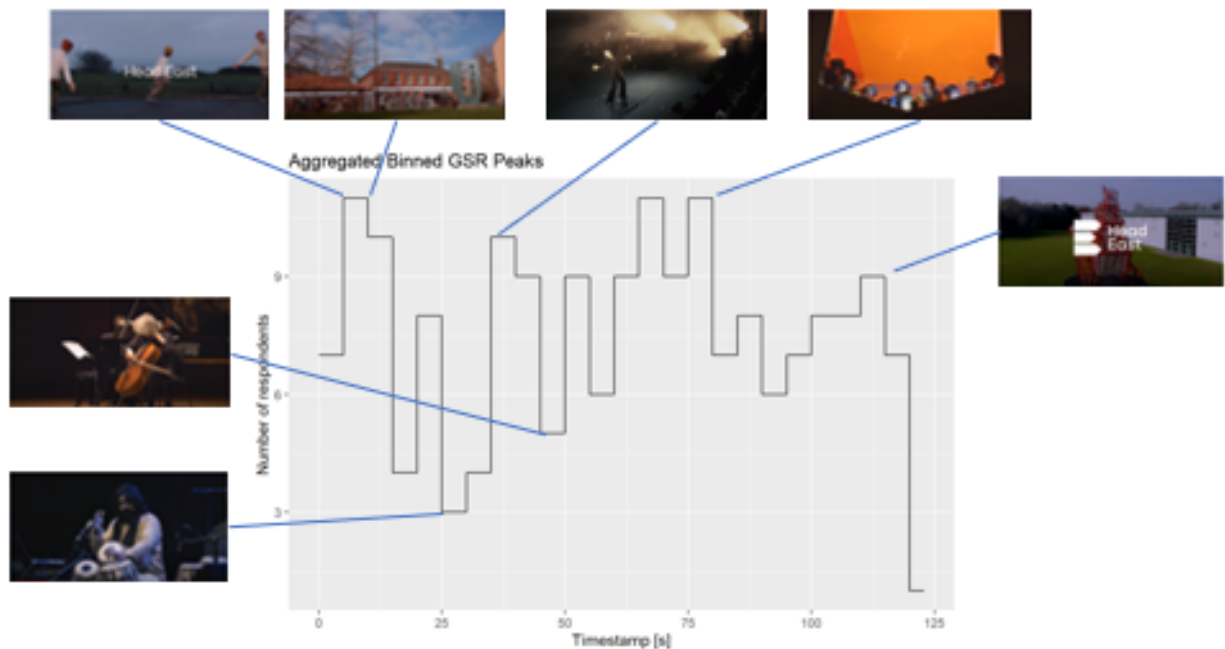 Head East
Aggregated Binned GSR Peaks
Head
East
9
6
3
Number of respondents
0
25
50
75
100
125
Timestamp [s]